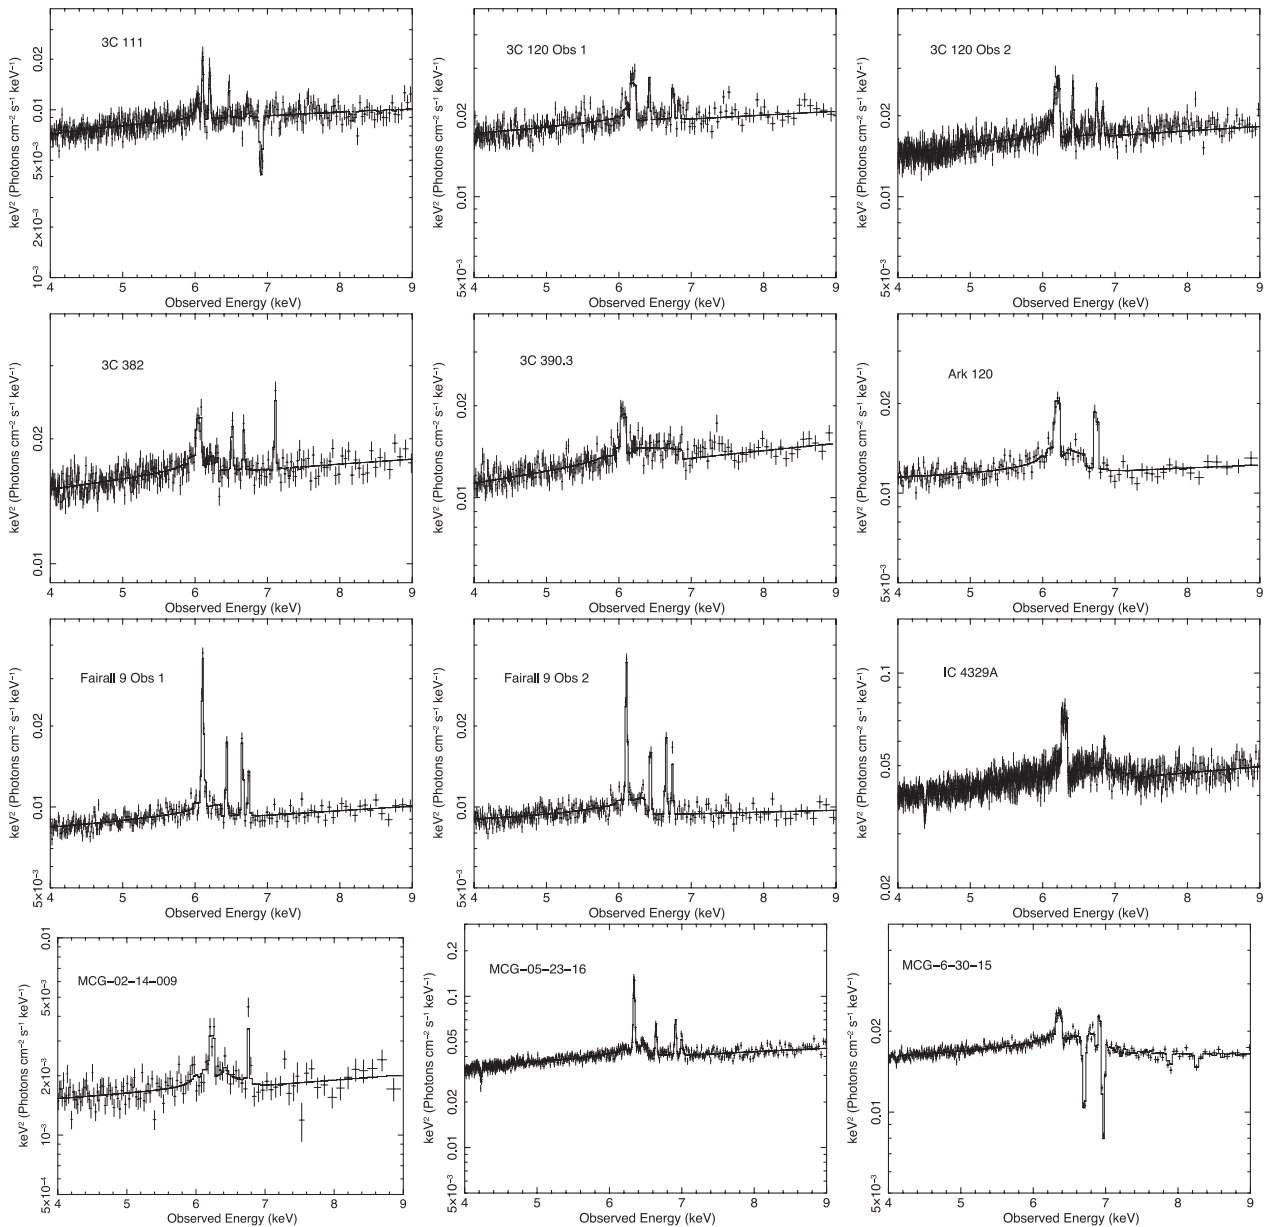 3C 111
keV² (Photons cm⁻² s⁻¹ keV⁻¹)
0.02
0.01
5×10⁻³
2×10⁻³
10⁻³
4 5 6 7 8 9
Observed Energy (keV)
3C 120 Obs 1
keV² (Photons cm⁻² s⁻¹ keV⁻¹)
0.02
0.01
5×10⁻³
4 5 6 7 8 9
Observed Energy (keV)
3C 120 Obs 2
keV² (Photons cm⁻² s⁻¹ keV⁻¹)
0.02
0.01
5×10⁻³
4 5 6 7 8 9
Observed Energy (keV)
3C 382
keV² (Photons cm⁻² s⁻¹ keV⁻¹)
0.02
0.01
4 5 6 7 8 9
Observed Energy (keV)
3C 390.3
keV² (Photons cm⁻² s⁻¹ keV⁻¹)
0.02
0.01
4 5 6 7 8 9
Observed Energy (keV)
Ark 120
keV² (Photons cm⁻² s⁻¹ keV⁻¹)
0.02
0.01
5×10⁻³
4 5 6 7 8 9
Observed Energy (keV)
Fairall 9 Obs 1
keV² (Photons cm⁻² s⁻¹ keV⁻¹)
0.02
0.01
5×10⁻³
4 5 6 7 8 9
Observed Energy (keV)
Fairall 9 Obs 2
keV² (Photons cm⁻² s⁻¹ keV⁻¹)
0.02
0.01
5×10⁻³
4 5 6 7 8 9
Observed Energy (keV)
IC 4329A
keV² (Photons cm⁻² s⁻¹ keV⁻¹)
0.1
0.05
0.02
4 5 6 7 8 9
Observed Energy (keV)
MCG−02−14−009
keV² (Photons cm⁻² s⁻¹ keV⁻¹)
0.01
5×10⁻³
2×10⁻³
10⁻³
5×10⁻⁴
4 5 6 7 8 9
Observed Energy (keV)
MCG−05−23−16
keV² (Photons cm⁻² s⁻¹ keV⁻¹)
0.2
0.1
0.05
0.02
0.01
5×10⁻³
4 5 6 7 8 9
Observed Energy (keV)
MCG−6−30−15
keV² (Photons cm⁻² s⁻¹ keV⁻¹)
0.02
0.01
5×10⁻³
4 5 6 7 8 9
Observed Energy (keV)